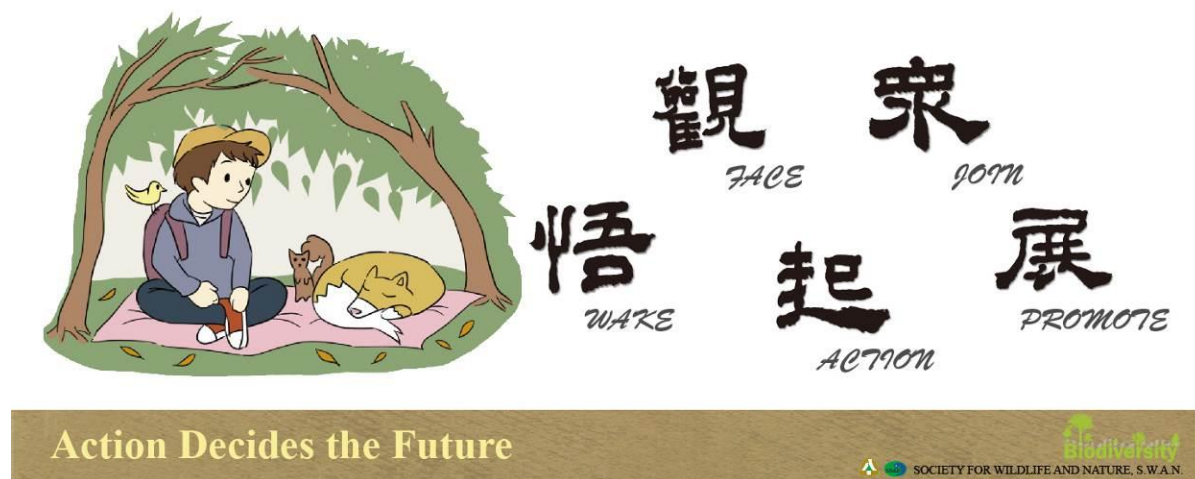 觀 眾
FACE JOIN
悟 起 展
WAKE ACTION PROMOTE
Action Decides the Future
Biodiversity
SOCIETY FOR WILDLIFE AND NATURE, S.W.A.N.